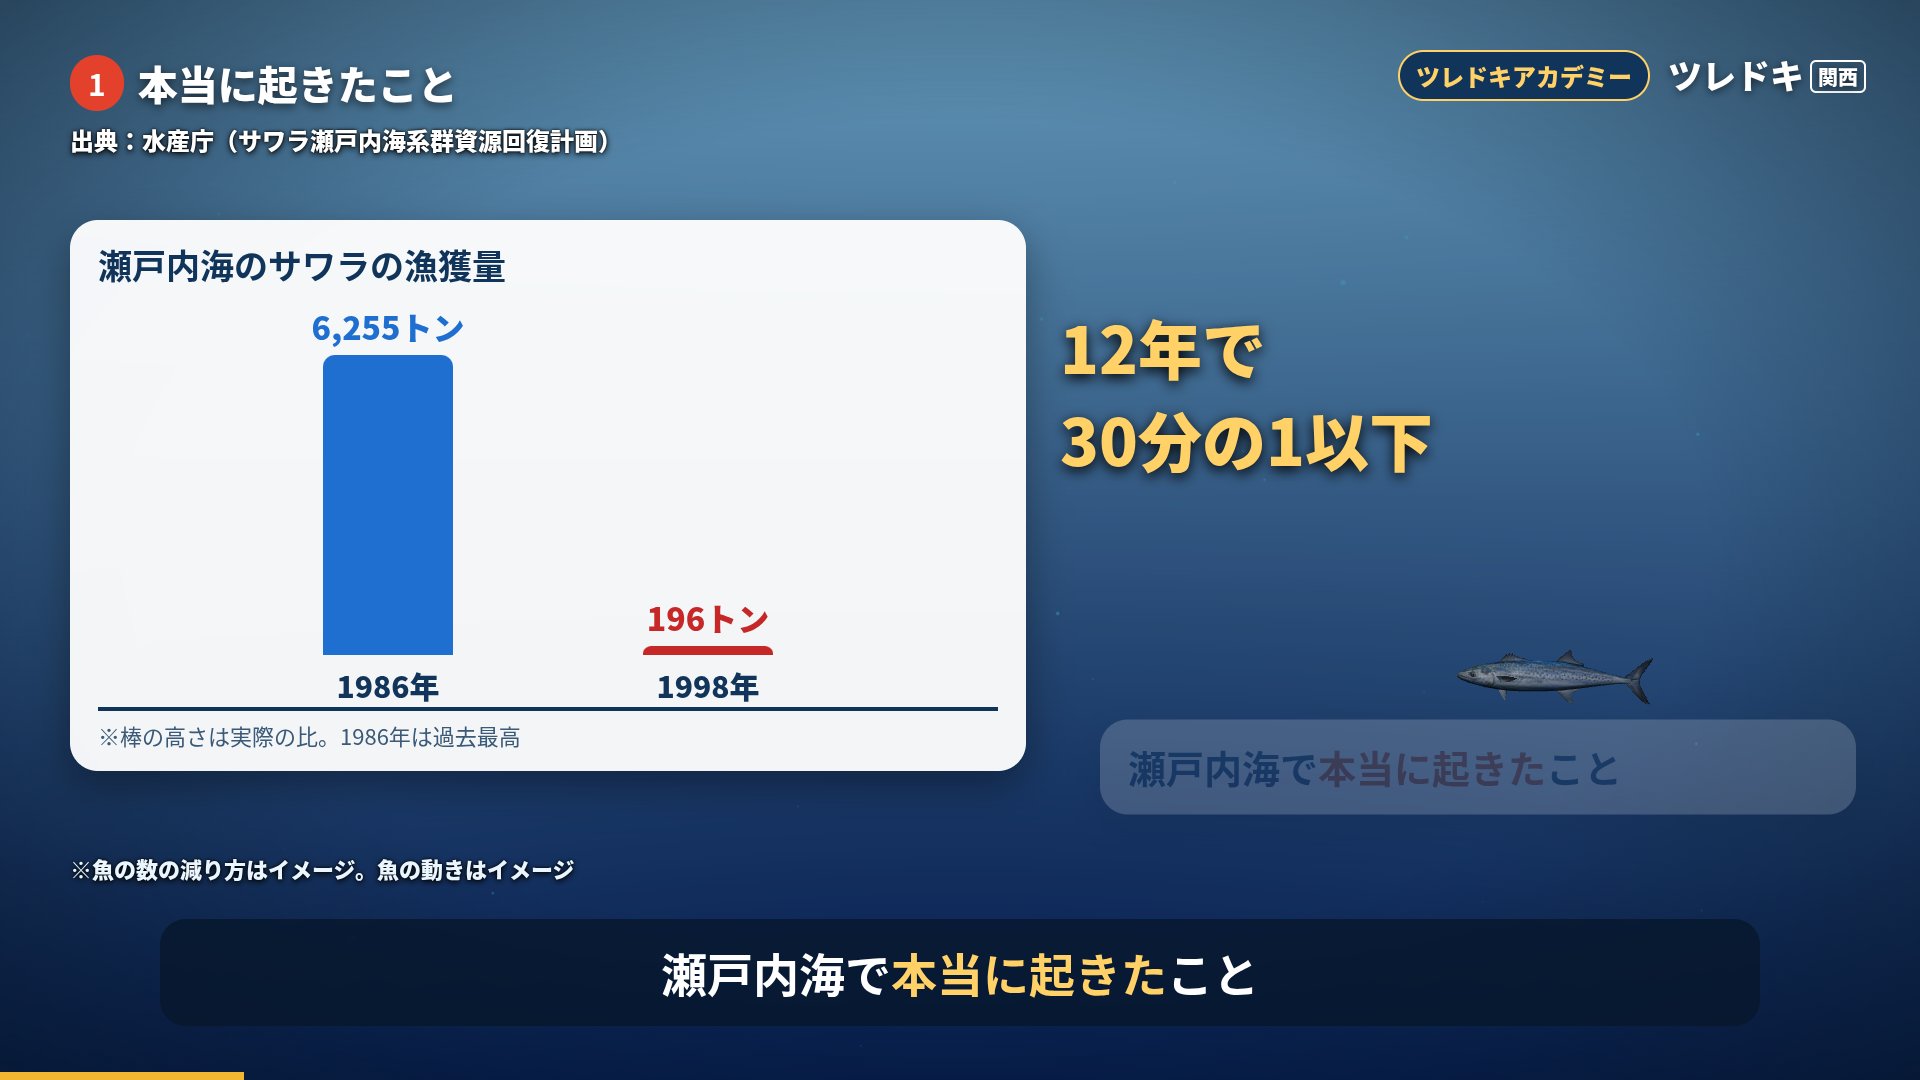 1 本当に起きたこと
出典：水産庁（サワラ瀬戸内海系群資源回復計画）
ツレドキアカデミー ツレドキ 関西
瀬戸内海のサワラの漁獲量
6,255トン
196トン
1986年 1998年
※棒の高さは実際の比。1986年は過去最高
12年で
30分の1以下
瀬戸内海で本当に起きたこと
※魚の数の減り方はイメージ。魚の動きはイメージ
瀬戸内海で本当に起きたこと